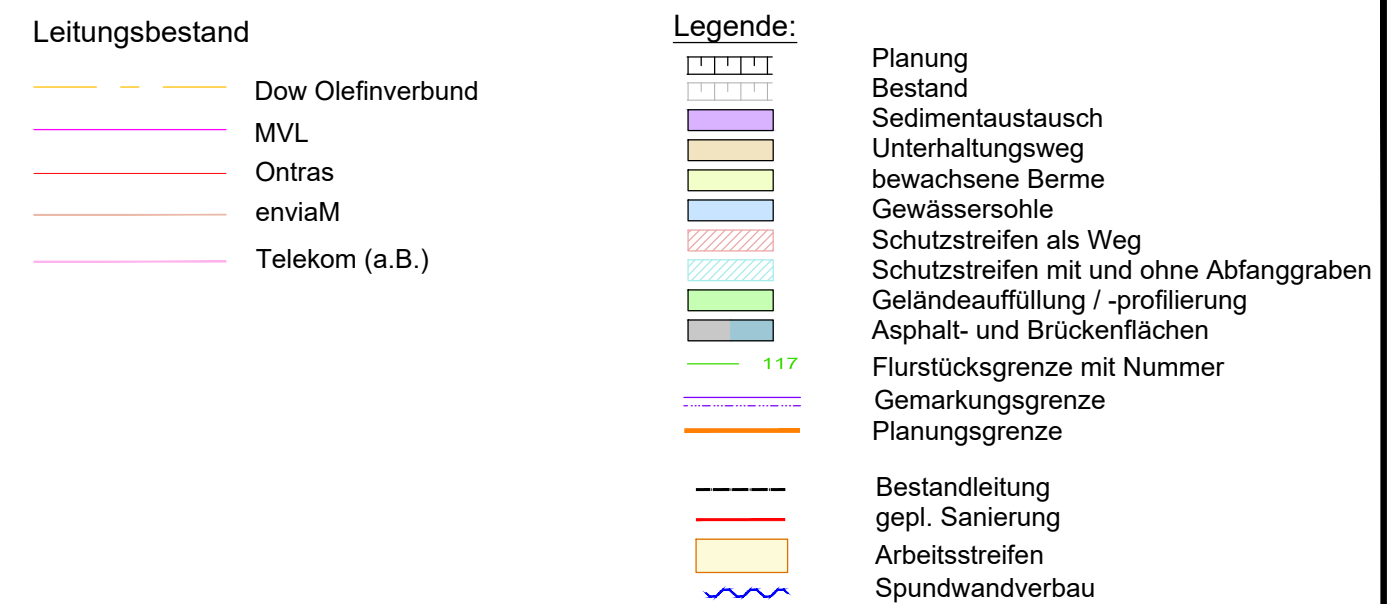 Leitungsbestand
Dow Olefinverbund
MVL
Ontras
enviaM
Telekom (a.B.)
Legende:
Planung
Bestand
Sedimentaustausch
Unterhaltungsweg
bewachsene Berme
Gewässersohle
Schutzstreifen als Weg
Schutzstreifen mit und ohne Abfanggraben
Geländeauffüllung / -profilierung
Asphalt- und Brückenflächen
117 Flurstücksgrenze mit Nummer
Gemarkungsgrenze
Planungsgrenze
Bestandleitung
gepl. Sanierung
Arbeitsstreifen
Spundwandverbau